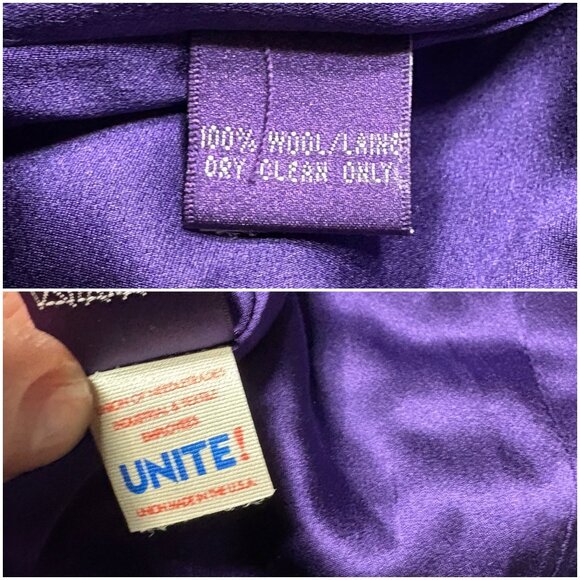 100% WOOL/LAINE
DRY CLEAN ONLY
UNION OF NEEDLETRADES
INDUSTRIAL & TEXTILE
EMPLOYEES
UNITE!
UNION MADE IN THE U.S.A.